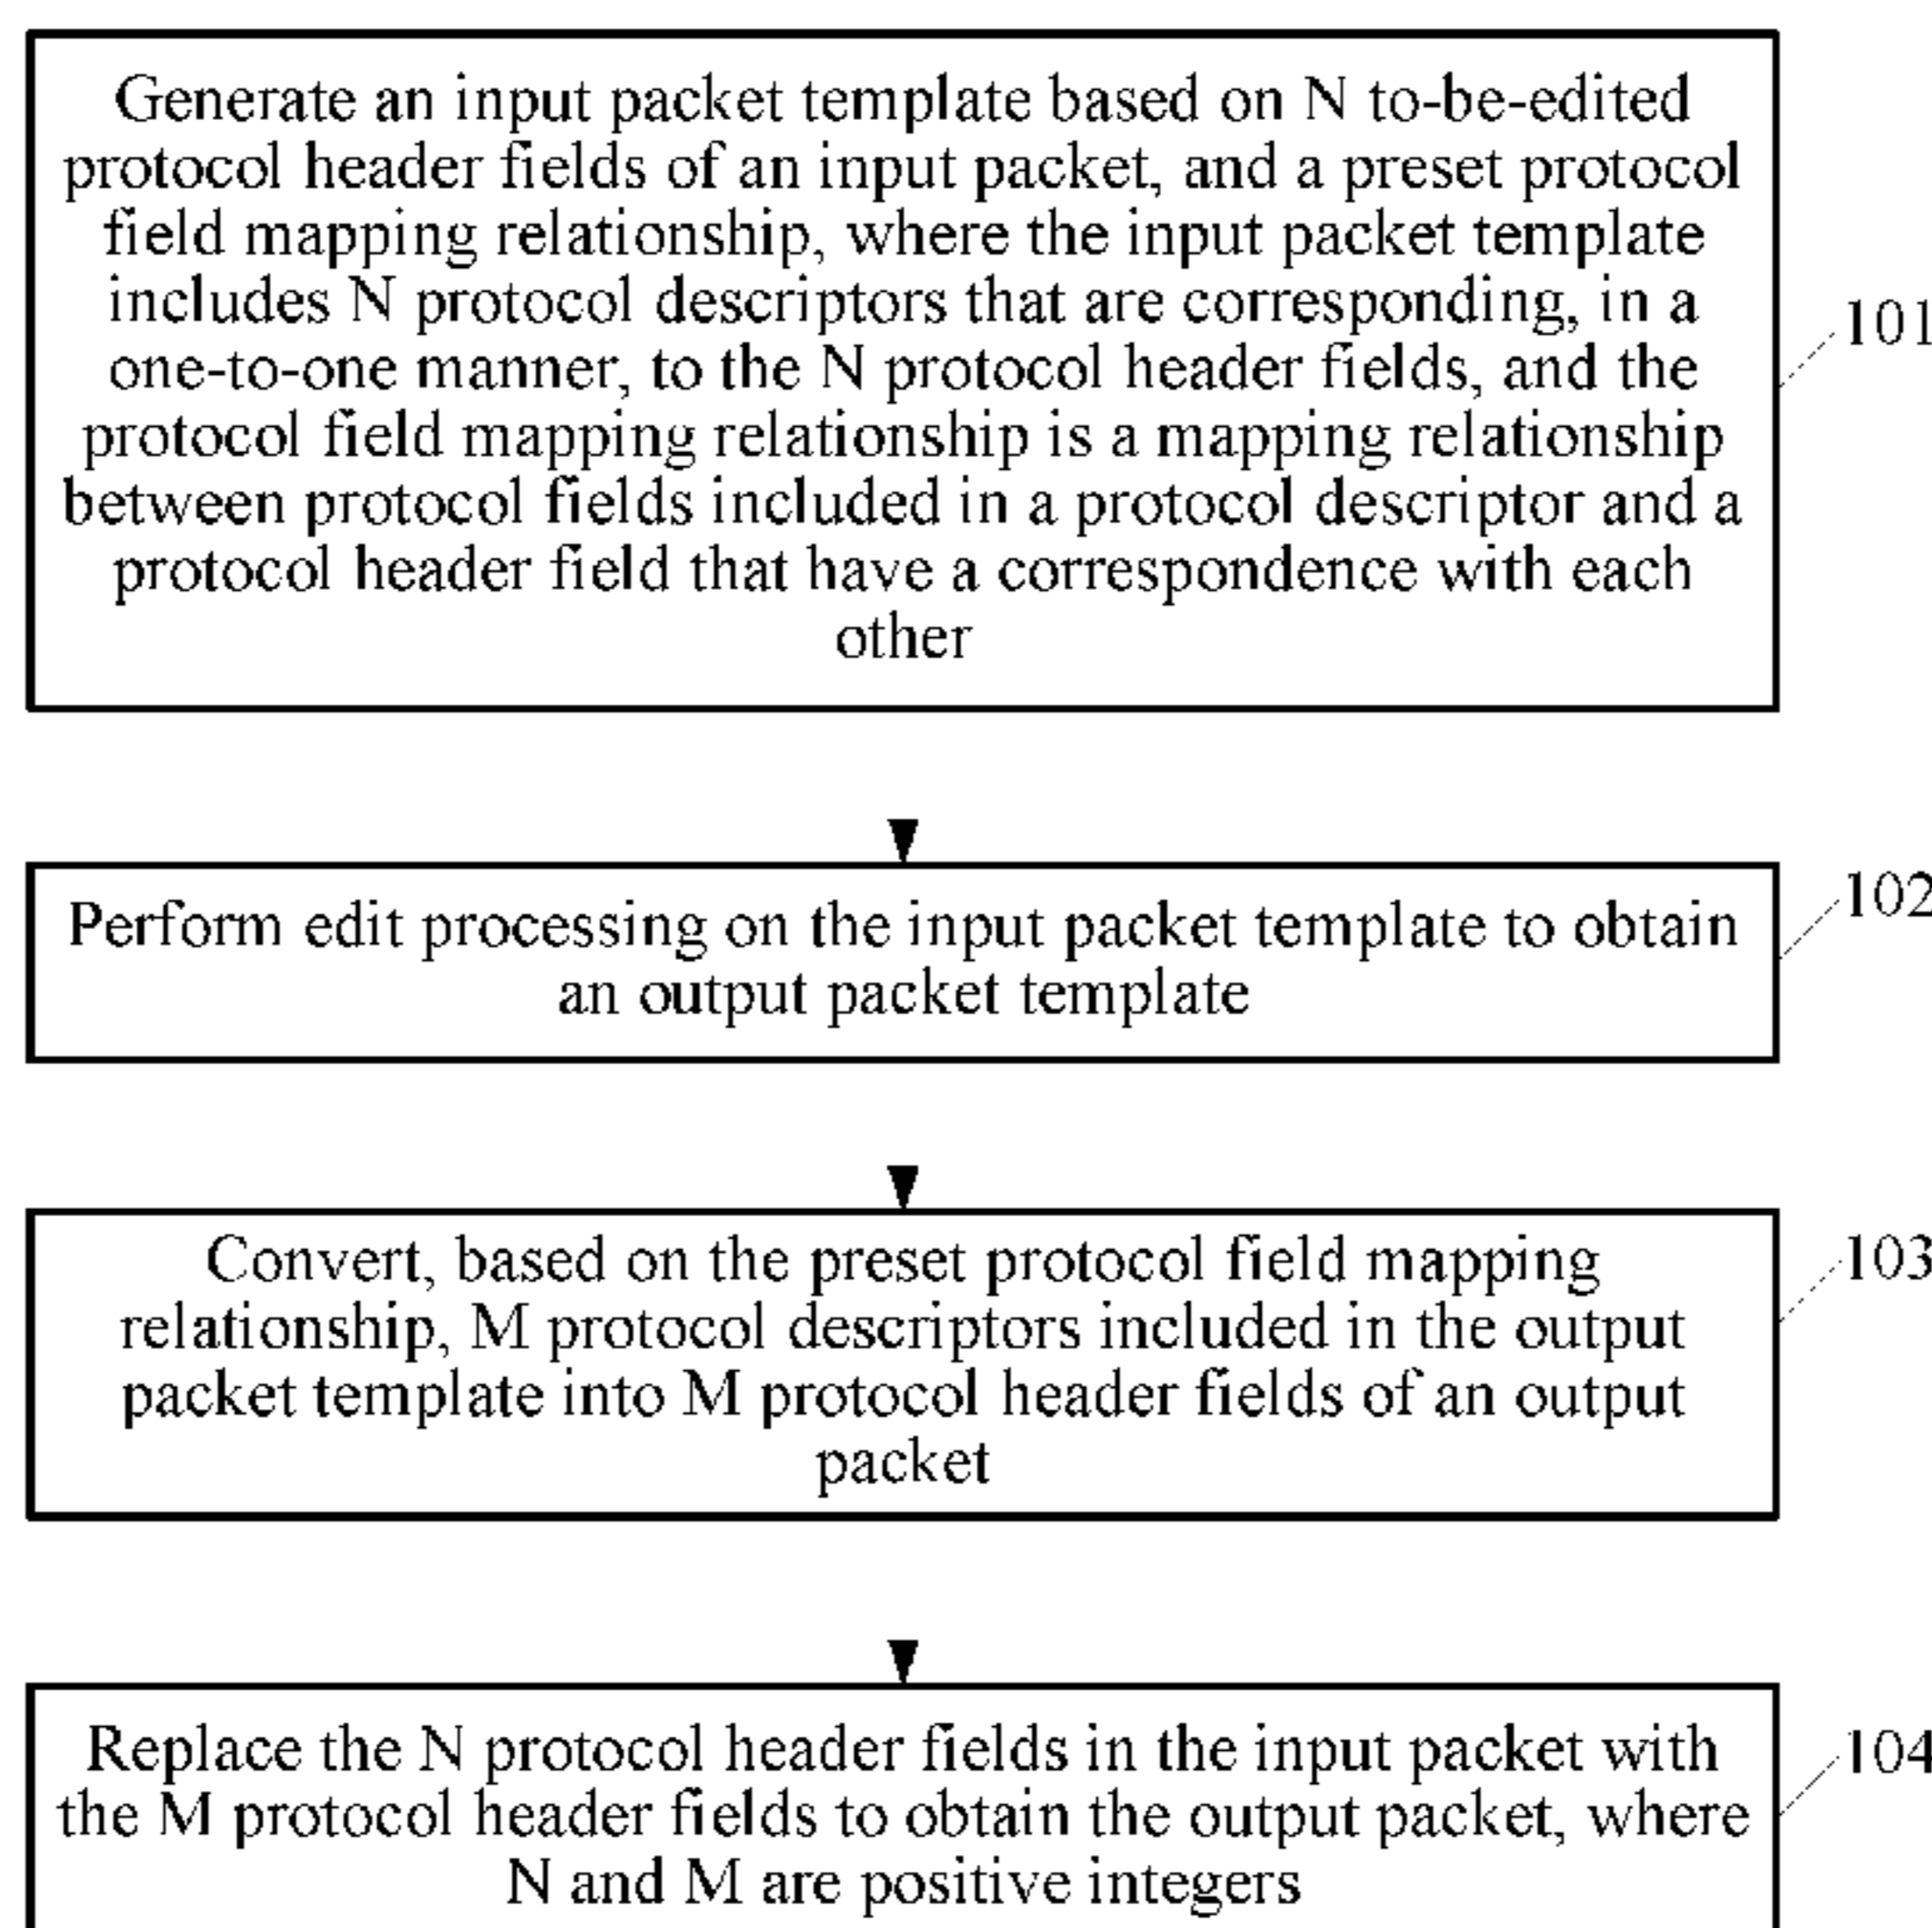 Generate an input packet template based on N to-be-edited
protocol header fields of an input packet, and a preset protocol
field mapping relationship, where the input packet template
includes N protocol descriptors that are corresponding, in a
one-to-one manner, to the N protocol header fields, and the
protocol field mapping relationship is a mapping relationship
between protocol fields included in a protocol descriptor and a
protocol header field that have a correspondence with each
other
101
Perform edit processing on the input packet template to obtain
an output packet template
102
Convert, based on the preset protocol field mapping
relationship, M protocol descriptors included in the output
packet template into M protocol header fields of an output
packet
103
Replace the N protocol header fields in the input packet with
the M protocol header fields to obtain the output packet, where
N and M are positive integers
104